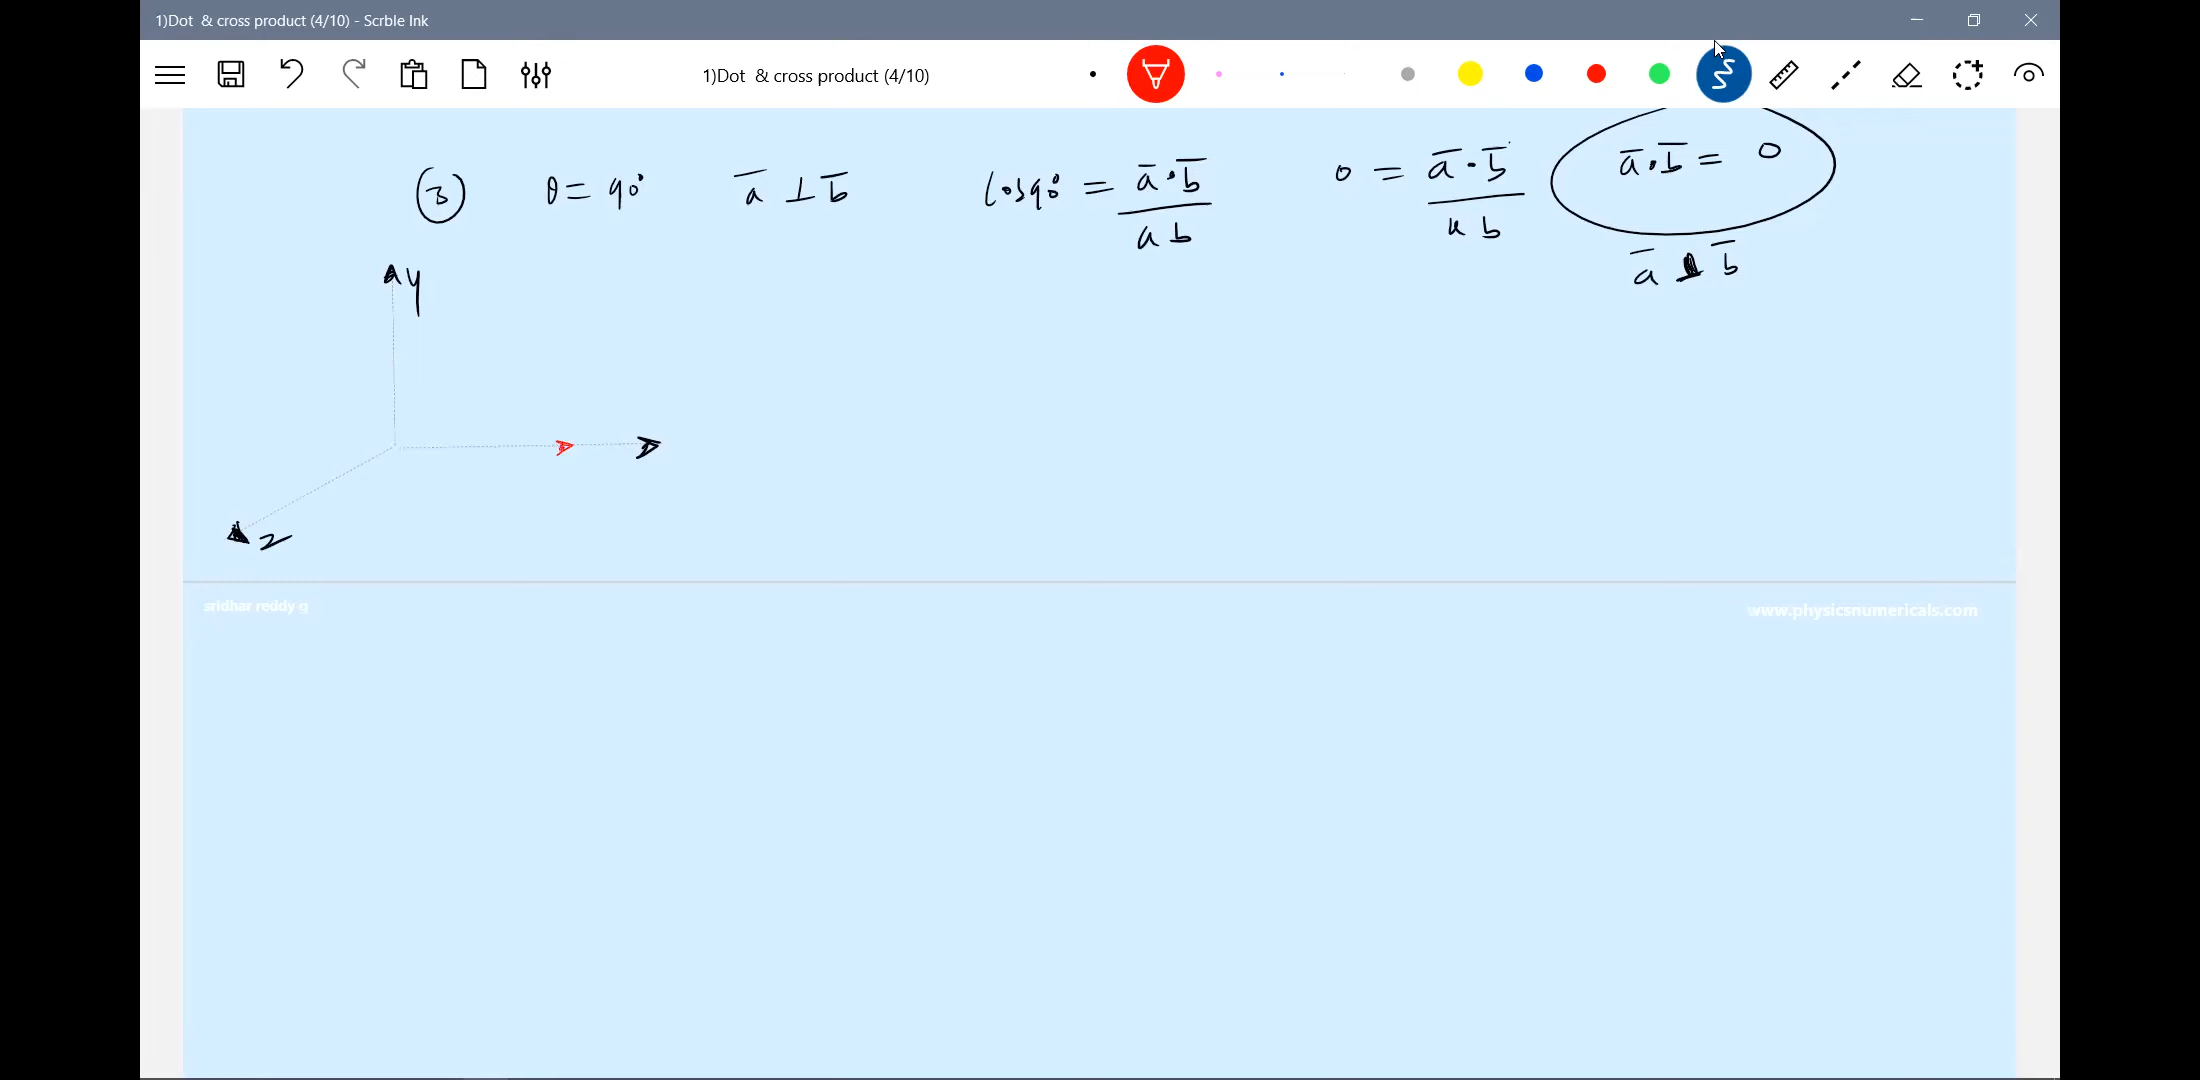 1)Dot & cross product (4/10) - Scrble Ink
1)Dot & cross product (4/10)
③ θ = 90° a̅ ⊥ b̅ cos90° = a̅·b̅ / ab 0 = a̅·b̅ / ab a̅·b̅ = 0
a̅ ⊥ b̅
y
z
sridhar reddy g www.physicsnumericals.com